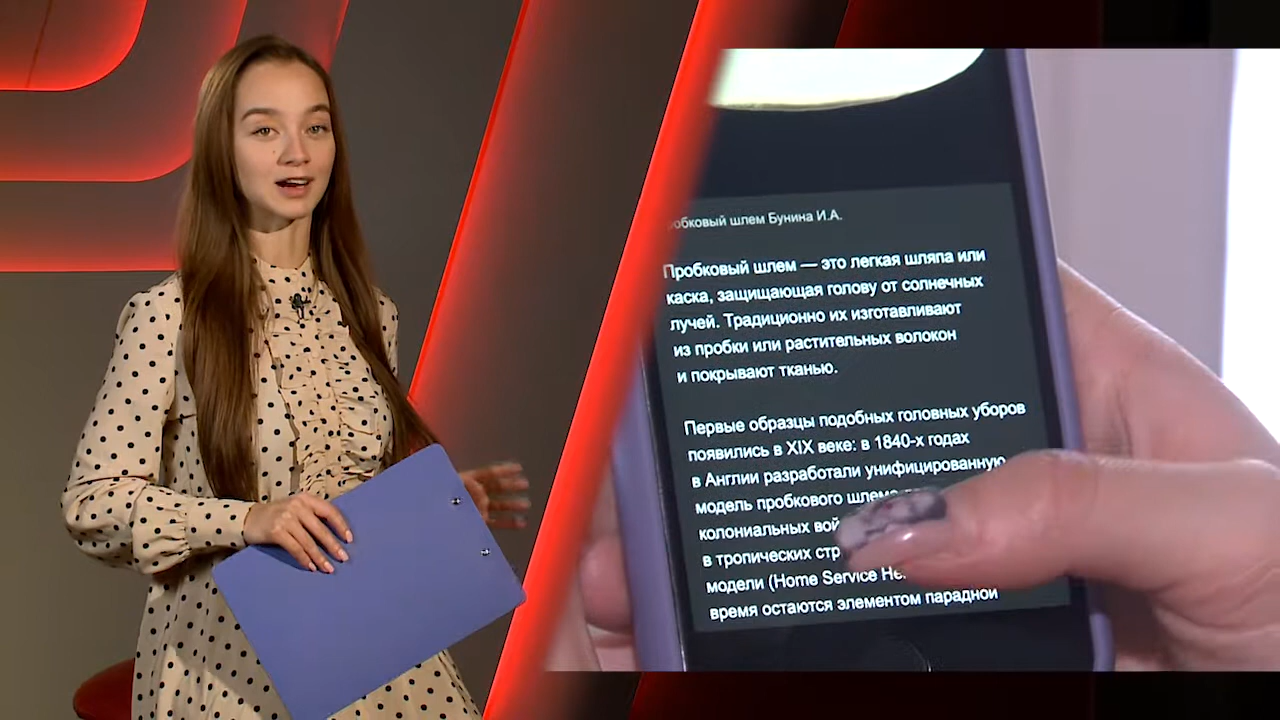 шлем Бунина И.А.
Пробковый шлем — это легкая шляпа или
каска, защищающая голову от солнечных
лучей. Традиционно их изготавливают
из пробки или растительных волокон
и покрывают тканью.
Первые образцы подобных головных уборов
появились в XIX веке: в 1840-х годах
в Англии разработали унифицированную
модель пробкового
колониальных
в тропических
модели (Home Service
время остаются элементом парадной